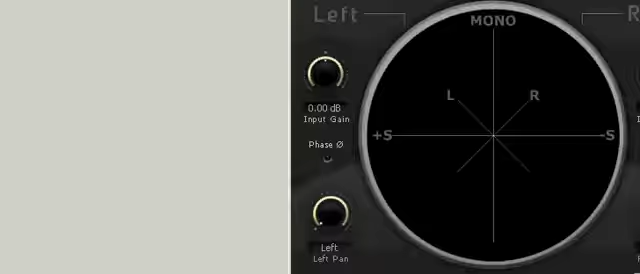 Left
MONO
R
L
R
0.00 dB
Input Gain
+S
-S
Phase Ø
Left
Left Pan